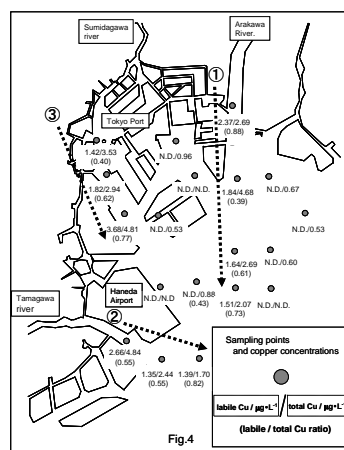 Sumidagawa
river
Arakawa
River.
①
③
Tokyo Port
2.37/2.69
(0.88)
1.42/3.53
(0.40)
N.D./0.96
1.82/2.94
(0.62)
N.D./N.D.
1.84/4.68
(0.39)
N.D./0.67
3.68/4.81
(0.77)
N.D./0.53
N.D./0.53
1.64/2.69
(0.61)
N.D./0.60
Tamagawa
river
Haneda
Airport
N.D./N.D
N.D./0.88
(0.43)
1.51/2.07
(0.73)
N.D./N.D.
②
2.66/4.84
(0.55)
1.35/2.44
(0.55)
1.39/1.70
(0.82)
Sampling points
and copper concentrations
labile Cu / μg•L⁻¹ / total Cu / μg•L⁻¹
(labile / total Cu ratio)
Fig.4